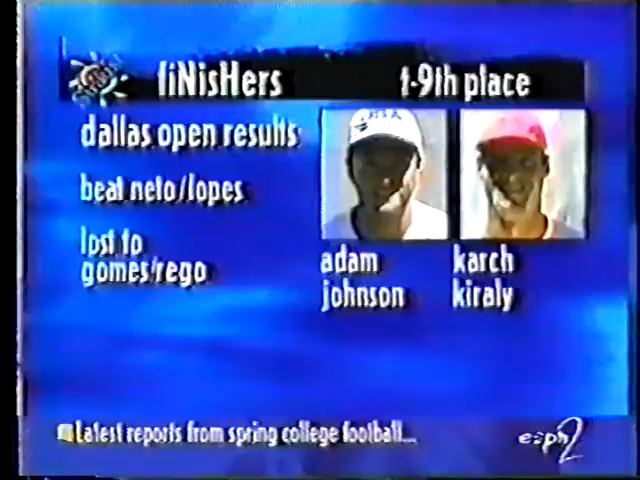 fiNisHers t-9th place
dallas open results
beat neto/lopes
lost to
gomes/rego
adam
johnson
karch
kiraly
Latest reports from spring college football...
espn2